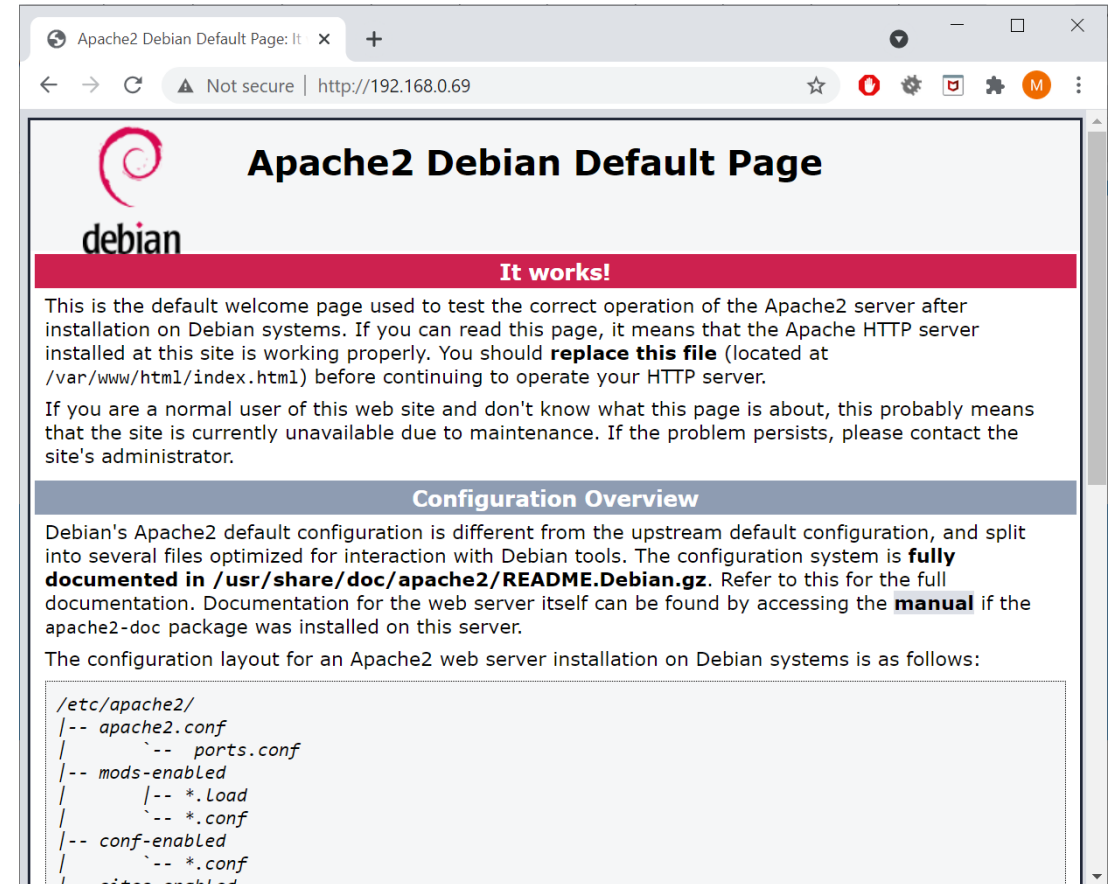 Apache2 Debian Default Page: It
Not secure | http://192.168.0.69
M
debian
Apache2 Debian Default Page
It works!
This is the default welcome page used to test the correct operation of the Apache2 server after
installation on Debian systems. If you can read this page, it means that the Apache HTTP server
installed at this site is working properly. You should replace this file (located at
/var/www/html/index.html) before continuing to operate your HTTP server.
If you are a normal user of this web site and don't know what this page is about, this probably means
that the site is currently unavailable due to maintenance. If the problem persists, please contact the
site's administrator.
Configuration Overview
Debian's Apache2 default configuration is different from the upstream default configuration, and split
into several files optimized for interaction with Debian tools. The configuration system is fully
documented in /usr/share/doc/apache2/README.Debian.gz. Refer to this for the full
documentation. Documentation for the web server itself can be found by accessing the manual if the
apache2-doc package was installed on this server.
The configuration layout for an Apache2 web server installation on Debian systems is as follows:
/etc/apache2/
|-- apache2.conf
|       `--  ports.conf
|-- mods-enabled
|       |-- *.load
|       `-- *.conf
|-- conf-enabled
|       `-- *.conf
|-- sites-enabled